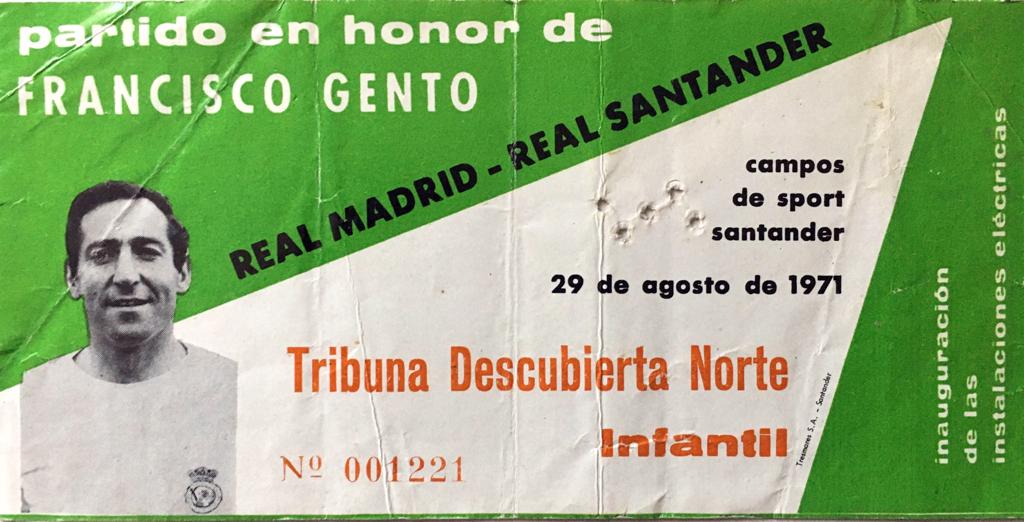 partido en honor de
FRANCISCO GENTO
REAL MADRID - REAL SANTANDER
campos
de sport
santander
29 de agosto de 1971
Tribuna Descubierta Norte
Infantil
Nº 001221
Tresmares S.A. - Santander
inauguración
de las
instalaciones eléctricas